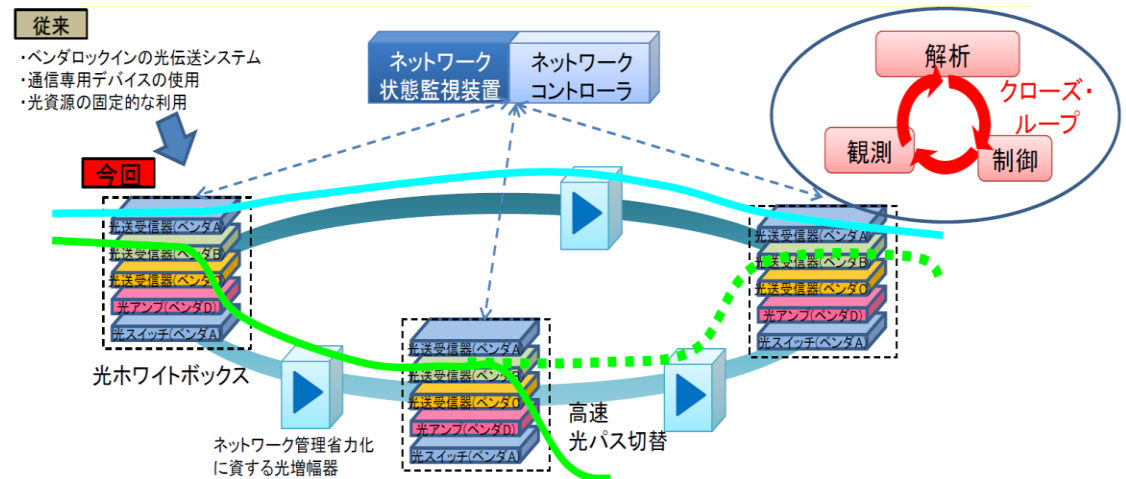 従来
・ベンダロックインの光伝送システム
・通信専用デバイスの使用
・光資源の固定的な利用
ネットワーク
状態監視装置
ネットワーク
コントローラ
解析
クローズ・
ループ
観測
制御
今回
光送受信器(ベンダA
光送受信器(ベンダB
光送受信器(ベンダ
光アンプ(ベンダD)
光スイッチ(ベンダA)
光ホワイトボックス
光送受信器(ベンダA
光送受信器(ベンダB
光送受信器(ベンダC
光アンプ(ベンダD)
光スイッチ(ベンダA)
光送受信器(ベンダA
光送受信器(ベンダB
光送受信器(ベンダC
光アンプ(ベンダD)
光スイッチ(ベンダA)
高速
光パス切替
ネットワーク管理省力化
に資する光増幅器